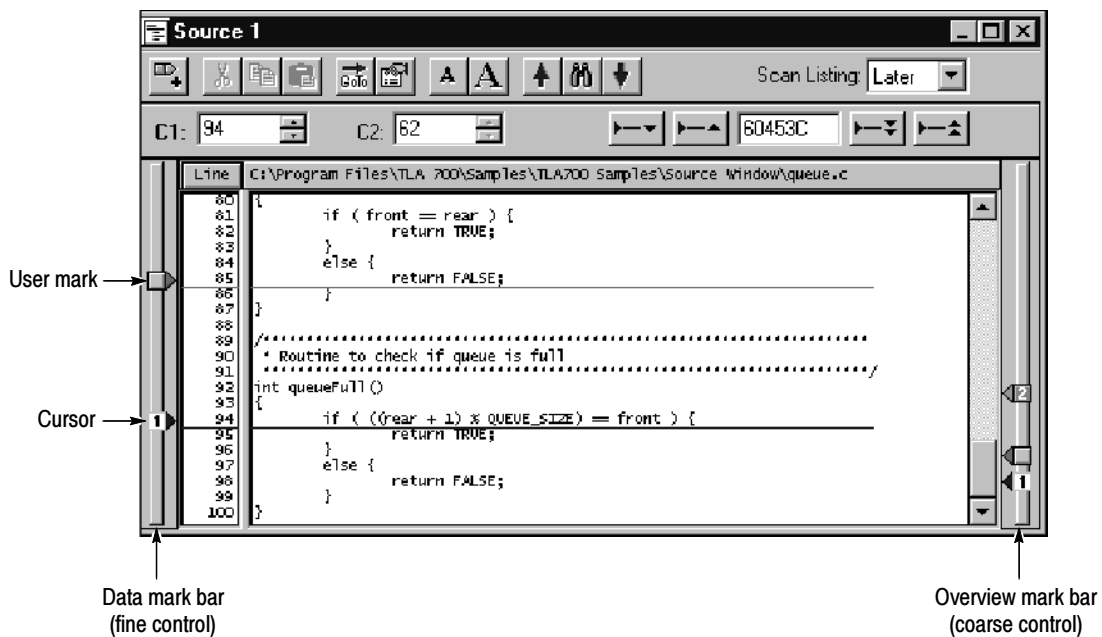 Source 1
GoTo A A Scan Listing: Later
C1: 94 C2: 62 60453C
Line C:\Program Files\TLA 700\Samples\TLA700 Samples\Source Window\queue.c
80 {
81 if ( front == rear ) {
82 return TRUE;
83 }
84 else {
User mark 85 return FALSE;
86 }
87 }
88
89 /****************************************************************
90 * Routine to check if queue is full
91 ****************************************************************/
92 int queueFull()
93 {
2
Cursor 1 94 if ( ((rear + 1) % QUEUE_SIZE) == front ) {
95 return TRUE;
96 }
97 else {
98 return FALSE;
1
99 }
100 }
Data mark bar
(fine control)
Overview mark bar
(coarse control)